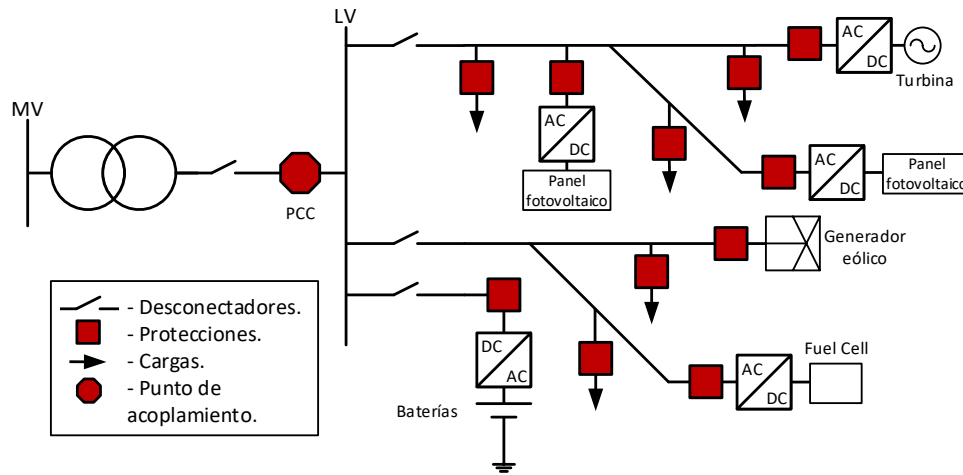 LV
MV
PCC
AC
DC
Turbina
AC
DC
Panel
fotovoltaico
AC
DC
Panel
fotovoltaico
Generador
eólico
DC
AC
Baterías
AC
DC
Fuel Cell
- Desconectadores.
- Protecciones.
- Cargas.
- Punto de
acoplamiento.